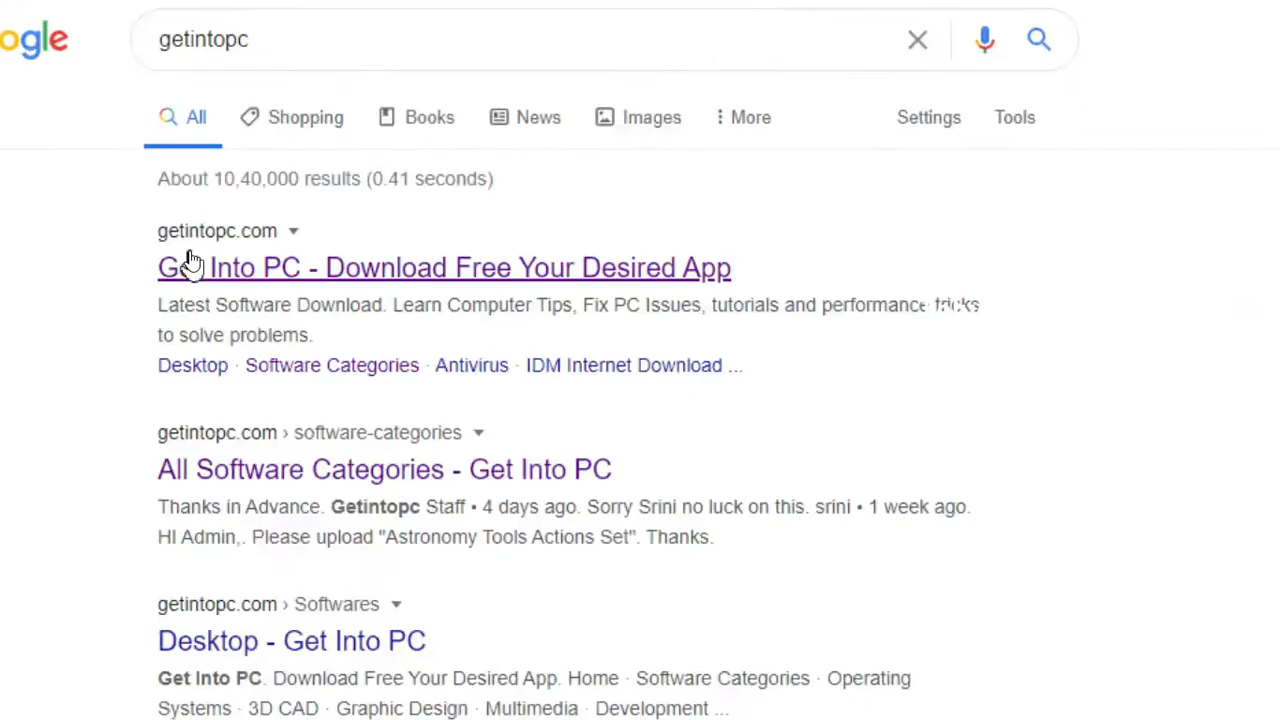 ogle
getintopc
All Shopping Books News Images More Settings Tools
About 10,40,000 results (0.41 seconds)
getintopc.com
Get Into PC - Download Free Your Desired App
Latest Software Download. Learn Computer Tips, Fix PC Issues, tutorials and performance tricks
to solve problems.
Desktop · Software Categories · Antivirus · IDM Internet Download ...
getintopc.com › software-categories
All Software Categories - Get Into PC
Thanks in Advance. Getintopc Staff • 4 days ago. Sorry Srini no luck on this. srini • 1 week ago.
HI Admin,. Please upload "Astronomy Tools Actions Set". Thanks.
getintopc.com › Softwares
Desktop - Get Into PC
Get Into PC. Download Free Your Desired App. Home · Software Categories · Operating
Systems · 3D CAD · Graphic Design · Multimedia · Development ...